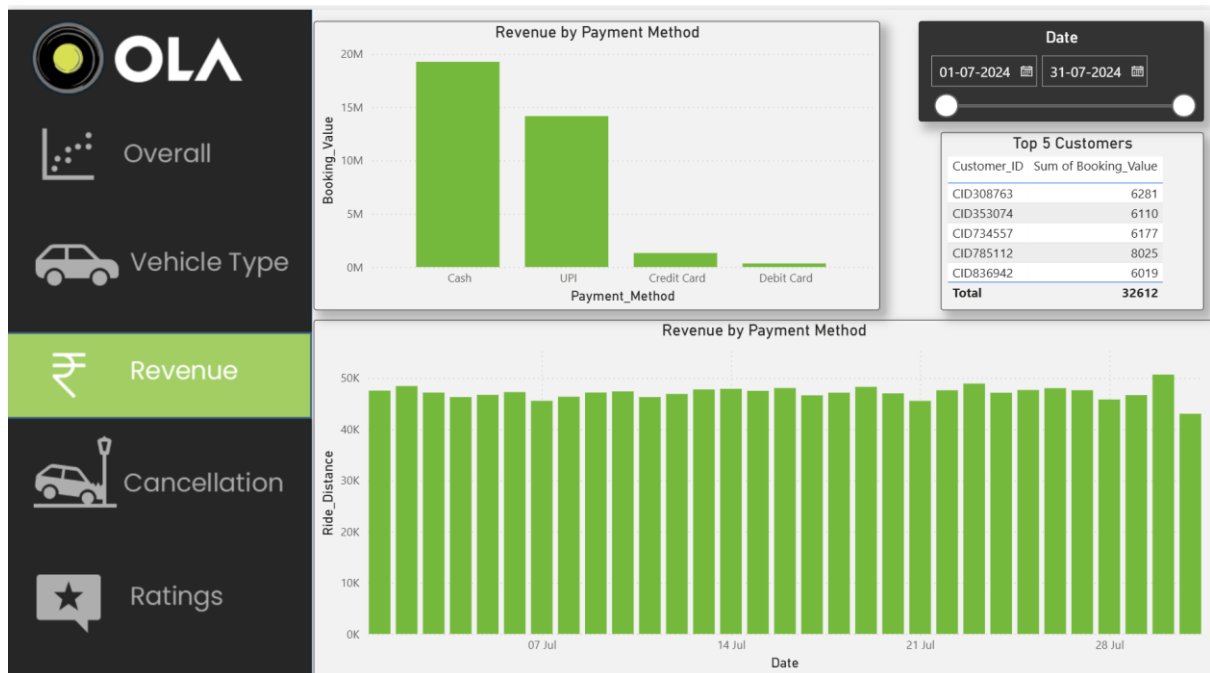 OLA
Overall
Vehicle Type
Revenue
Cancellation
Ratings
Revenue by Payment Method
Booking_Value
20M
15M
10M
5M
0M
Cash UPI Credit Card Debit Card
Payment_Method
Date
01-07-2024 31-07-2024
Top 5 Customers
Customer_ID Sum of Booking_Value
CID308763 6281
CID353074 6110
CID734557 6177
CID785112 8025
CID836942 6019
Total 32612
Revenue by Payment Method
Ride_Distance
50K
40K
30K
20K
10K
0K
07 Jul 14 Jul 21 Jul 28 Jul
Date